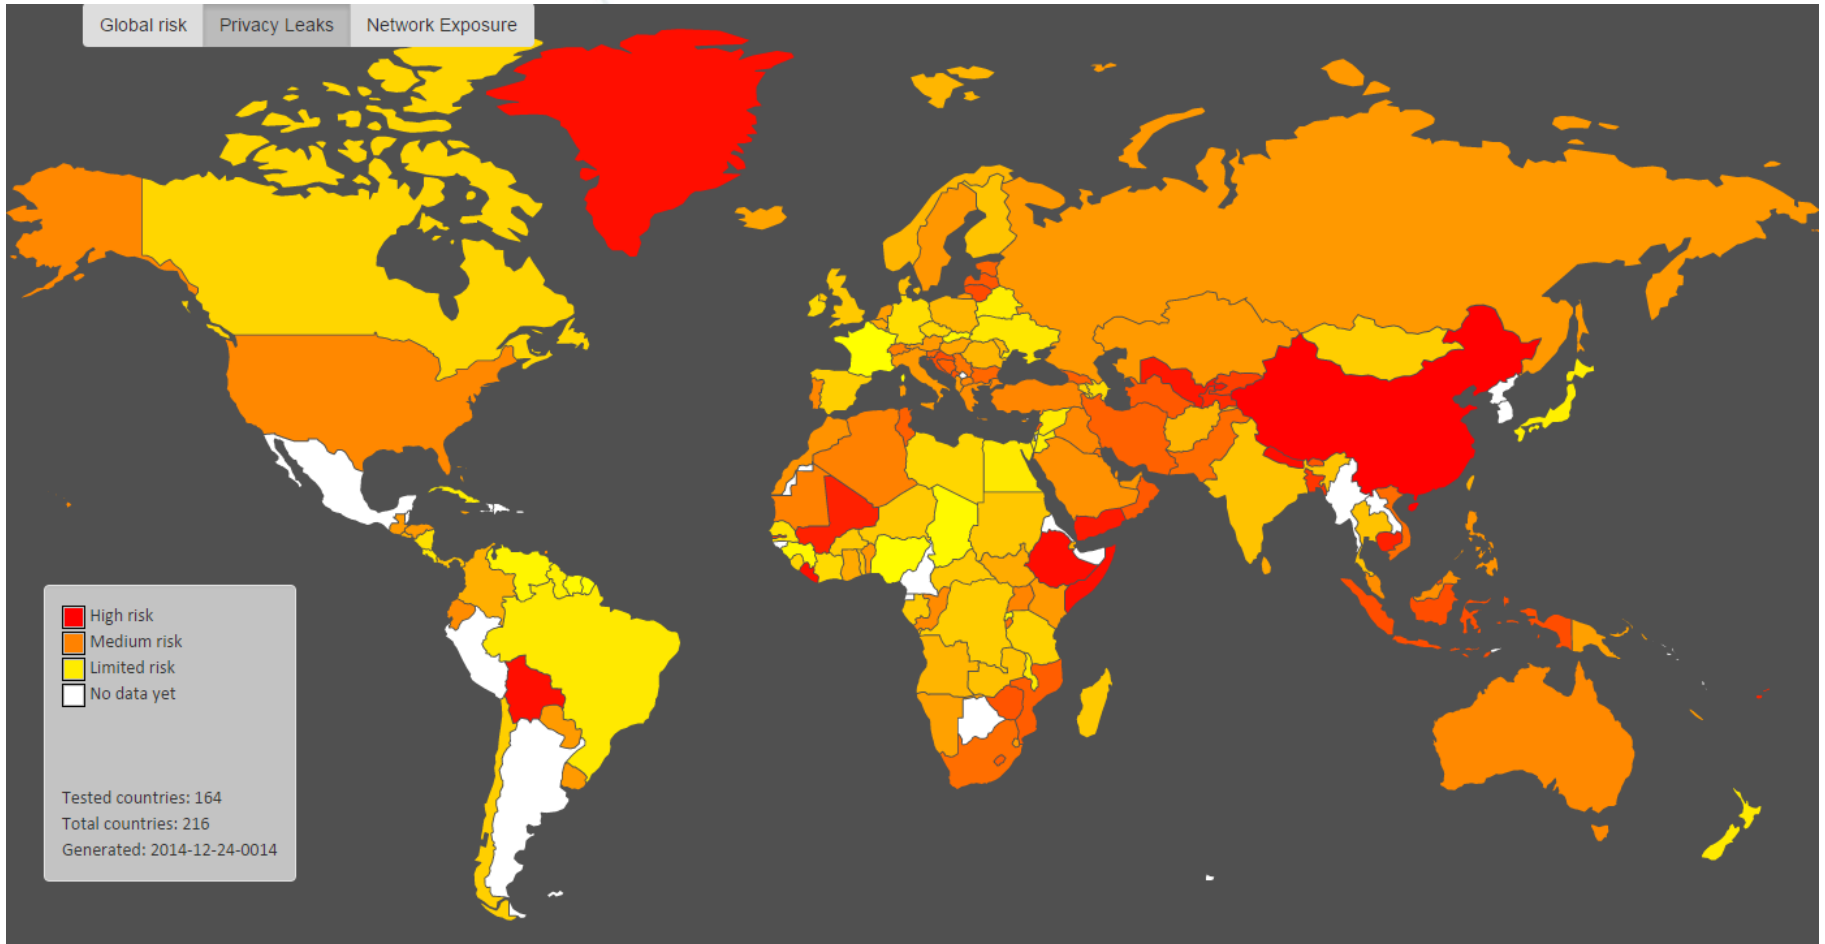 Global risk Privacy Leaks Network Exposure
High risk
Medium risk
Limited risk
No data yet
Tested countries: 164
Total countries: 216
Generated: 2014-12-24-0014